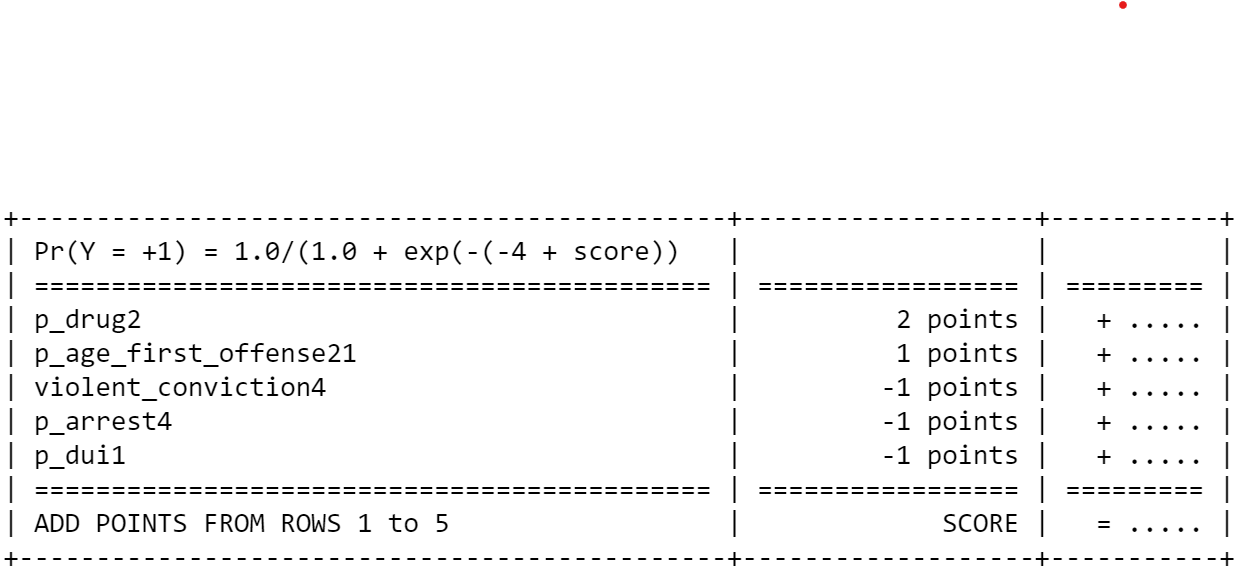 +----------------------------------------------+-------------------+-----------+
| Pr(Y = +1) = 1.0/(1.0 + exp(-(-4 + score))   |                   |           |
| ============================================ | ================= | ========= |
| p_drug2                                      |          2 points |   + ..... |
| p_age_first_offense21                        |          1 points |   + ..... |
| violent_conviction4                          |         -1 points |   + ..... |
| p_arrest4                                    |         -1 points |   + ..... |
| p_dui1                                       |         -1 points |   + ..... |
| ============================================ | ================= | ========= |
| ADD POINTS FROM ROWS 1 to 5                  |             SCORE |   = ..... |
+----------------------------------------------+-------------------+-----------+